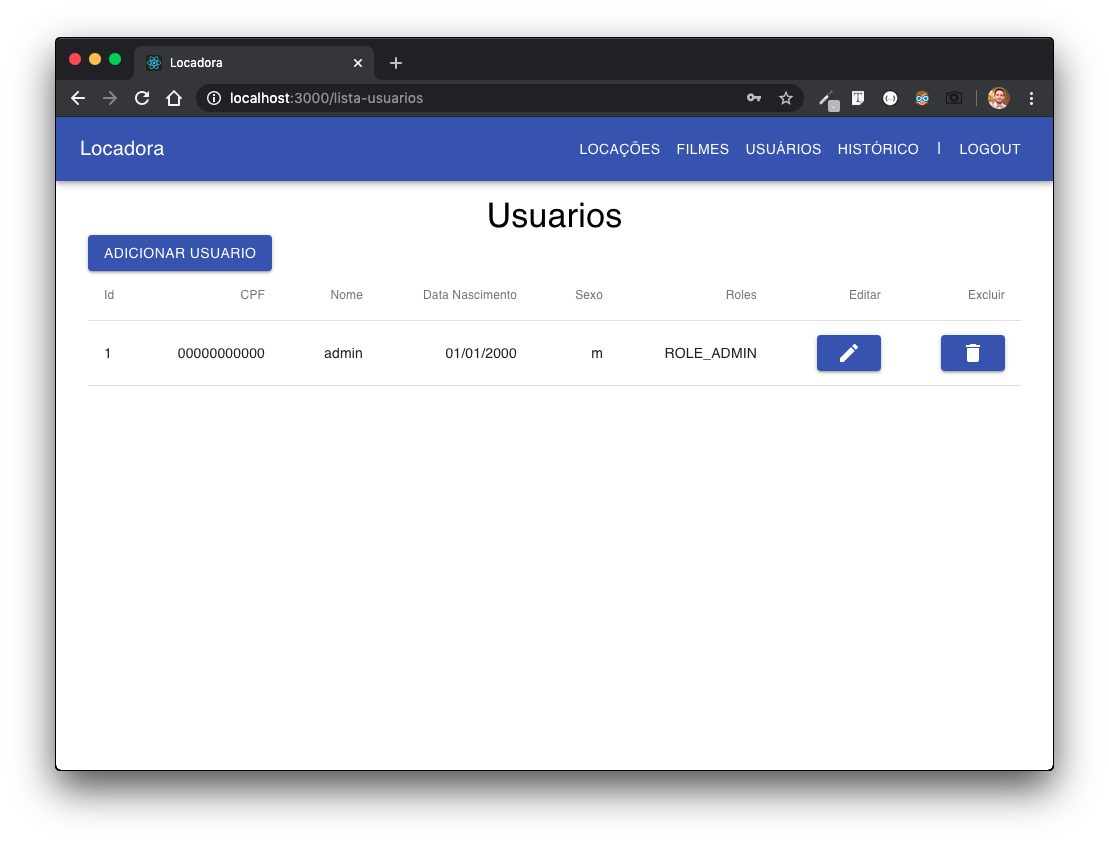 Locadora
localhost:3000/lista-usuarios
Locadora LOCAÇÕES FILMES USUÁRIOS HISTÓRICO | LOGOUT
Usuarios
ADICIONAR USUARIO
Id CPF Nome Data Nascimento Sexo Roles Editar Excluir
1 00000000000 admin 01/01/2000 m ROLE_ADMIN